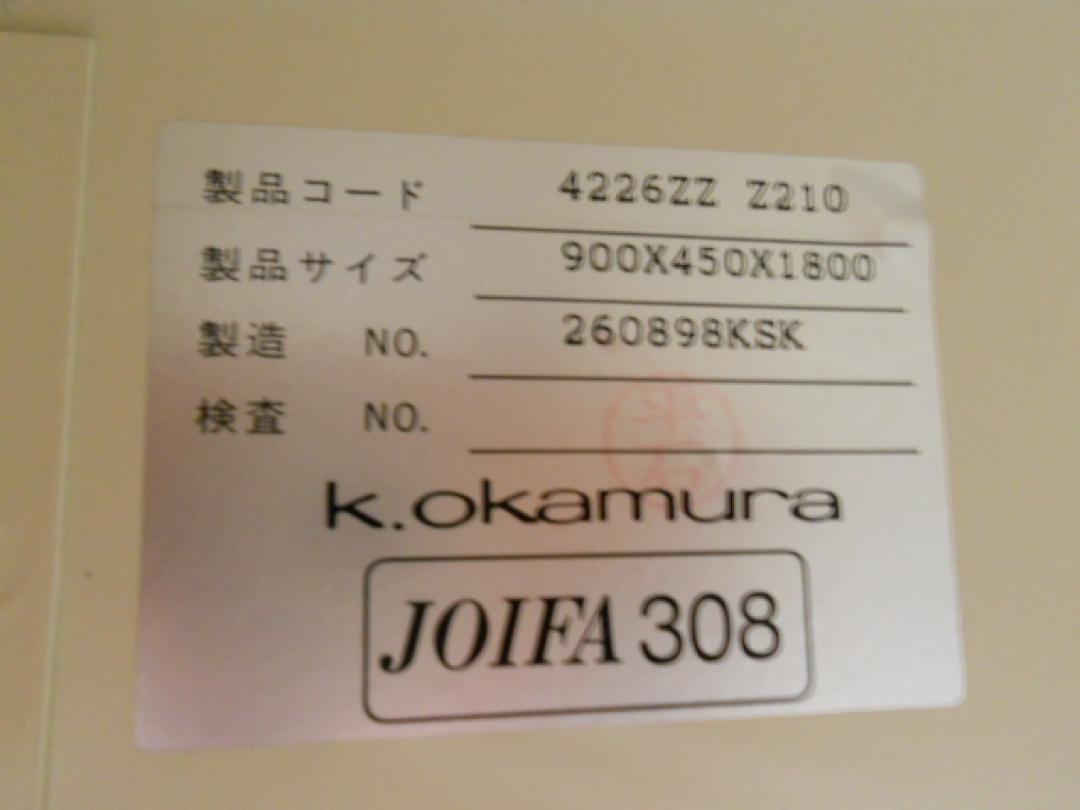 製品コード 4226ZZ Z210
製品サイズ 900X450X1800
製造 NO. 260898KSK
検査 NO.
k.okamura
JOIFA 308